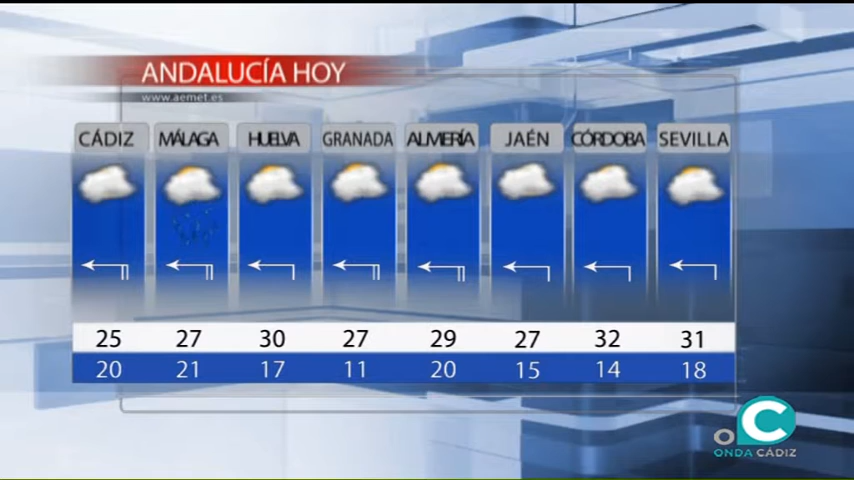 ANDALUCÍA HOY
www.aemet.es
CÁDIZ MÁLAGA HUELVA GRANADA ALMERÍA JAÉN CÓRDOBA SEVILLA
25 27 30 27 29 27 32 31
20 21 17 11 20 15 14 18
O C
ONDA CÁDIZ